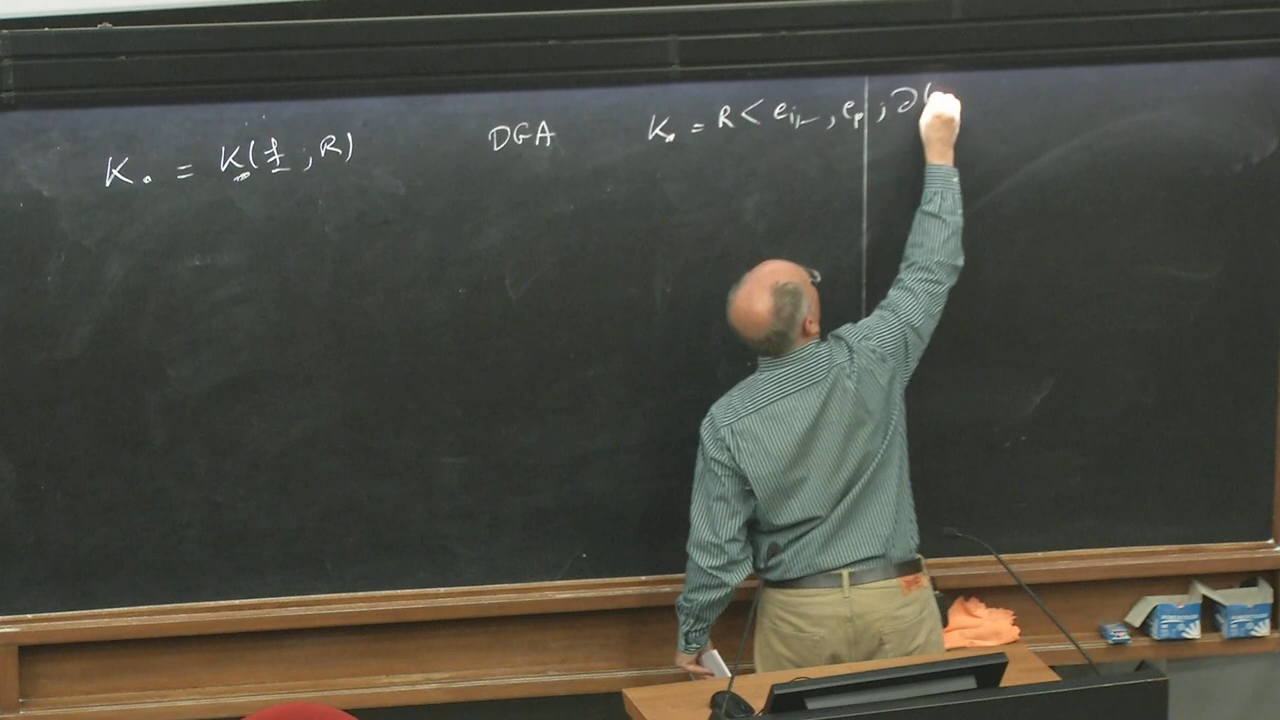 K. = K(f ; R) DGA K. = R< e₁, _ , eₚ ; ∂(